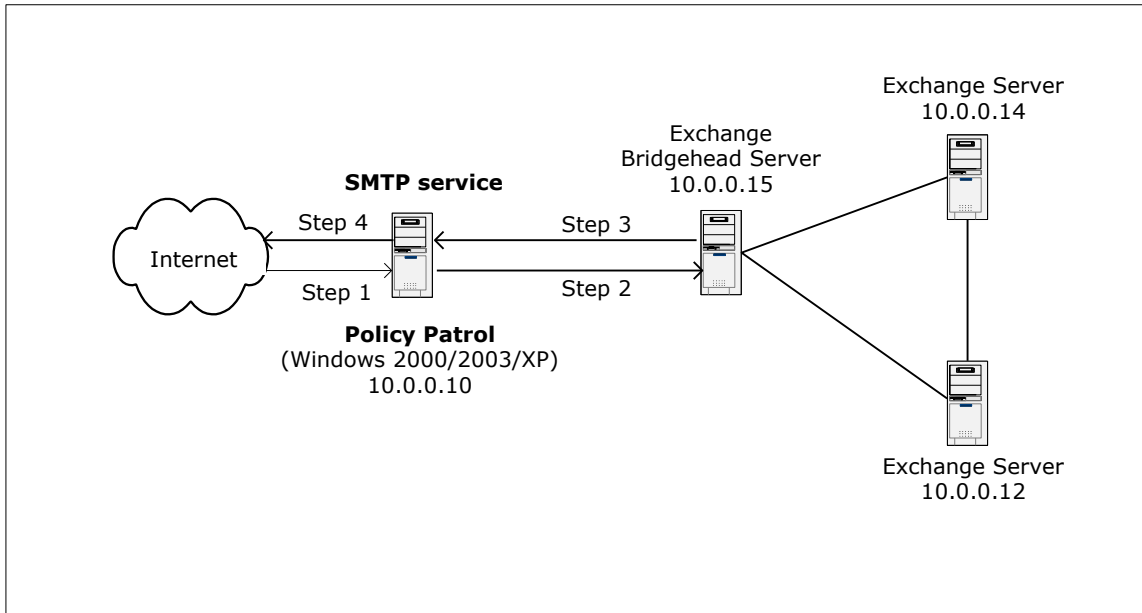 Exchange Server
10.0.0.14
Exchange
Bridgehead Server
10.0.0.15
SMTP service
Step 4
Step 3
Internet
Step 1
Step 2
Policy Patrol
(Windows 2000/2003/XP)
10.0.0.10
Exchange Server
10.0.0.12